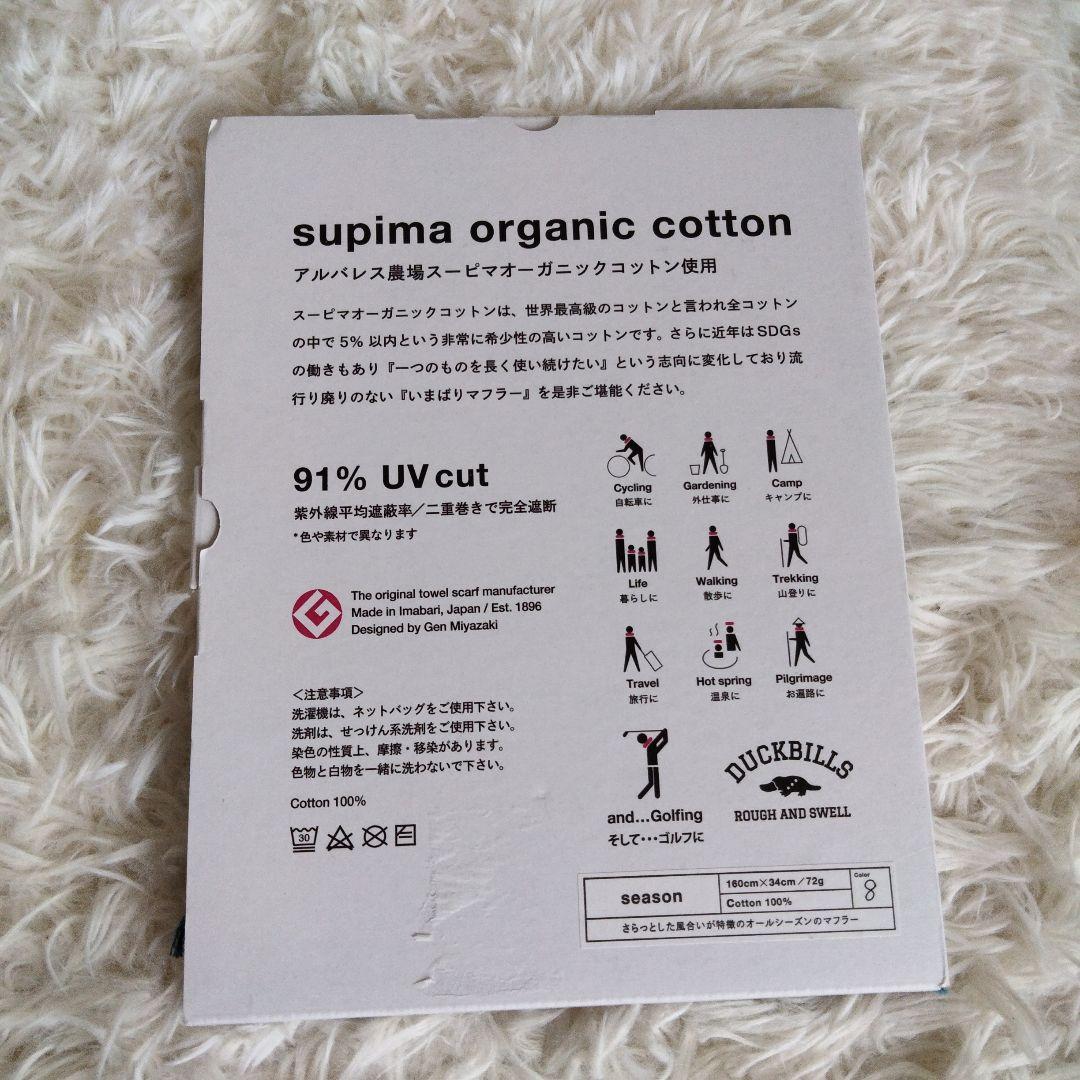 supima organic cotton
アルバレス農場スーピマオーガニックコットン使用
スーピマオーガニックコットンは、世界最高級のコットンと言われ全コットン
の中で5%以内という非常に希少性の高いコットンです。さらに近年はSDGs
の働きもあり『一つのものを長く使い続けたい』という志向に変化しており流
行り廃りのない『いまばりマフラー』を是非ご堪能ください。
91% UV cut
紫外線平均遮蔽率／二重巻きで完全遮断
*色や素材で異なります
The original towel scarf manufacturer
Made in Imabari, Japan / Est. 1896
Designed by Gen Miyazaki
＜注意事項＞
洗濯機は、ネットバッグをご使用下さい。
洗剤は、せっけん系洗剤をご使用下さい。
染色の性質上、摩擦・移染があります。
色物と白物を一緒に洗わないで下さい。
Cotton 100%
30
Cycling
自転車に
Gardening
外仕事に
Camp
キャンプに
Life
暮らしに
Walking
散歩に
Trekking
山登りに
Travel
旅行に
Hot spring
温泉に
Pilgrimage
お遍路に
and...Golfing
そして・・・ゴルフに
DUCKBILLS
ROUGH AND SWELL
season
160cm×34cm／72g
Cotton 100%
Color
8
さらっとした風合いが特徴のオールシーズンのマフラー